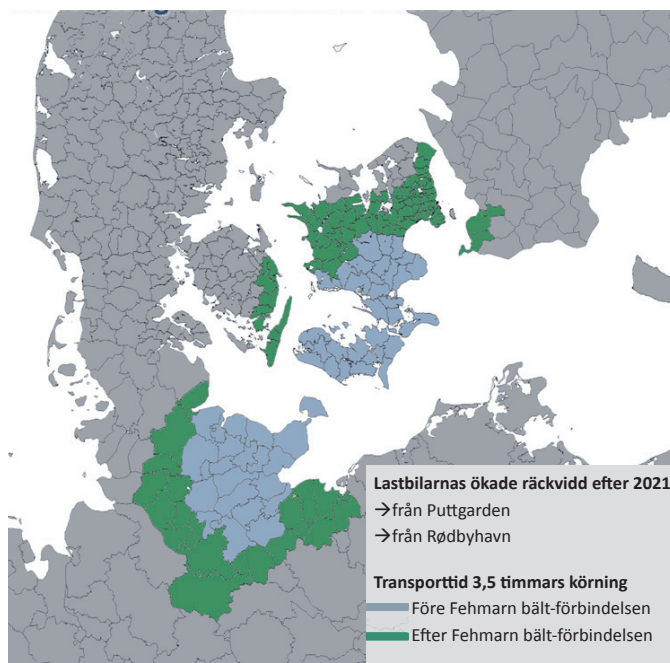 Lastbilarnas ökade räckvidd efter 2021
→från Puttgarden
→från Rødbyhavn
Transporttid 3,5 timmars körning
Före Fehmarn bält-förbindelsen
Efter Fehmarn bält-förbindelsen